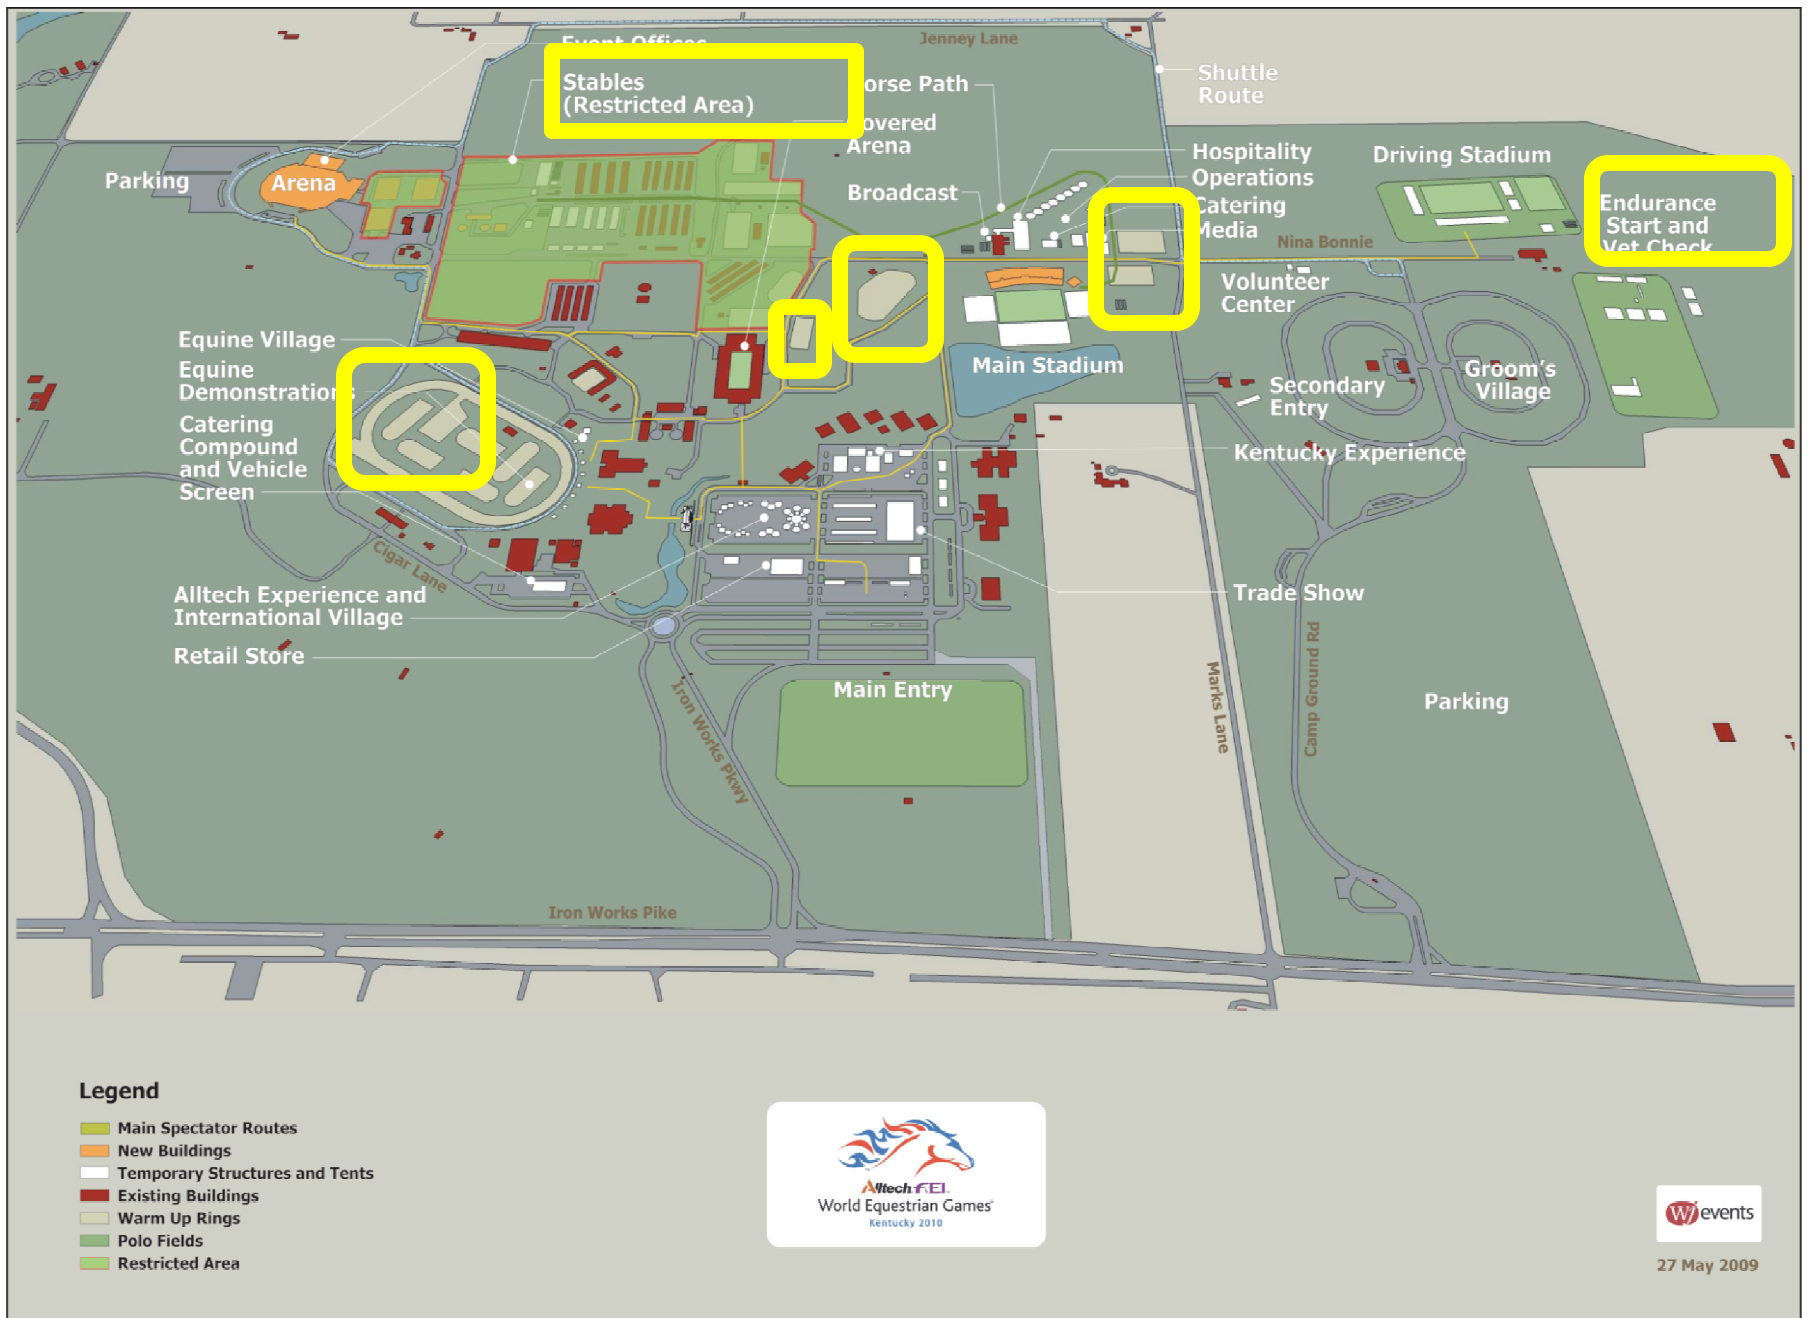 Event Offices
Jenney Lane
Stables
(Restricted Area)
orse Path
Shuttle
Route
overed
Arena
Hospitality
Operations
Catering
Media
Driving Stadium
Parking
Arena
Broadcast
Endurance
Start and
Vet Check
Nina Bonnie
Volunteer
Center
Equine Village
Equine
Demonstrations
Main Stadium
Secondary
Entry
Groom's
Village
Catering
Compound
and Vehicle
Screen
Kentucky Experience
Cigar Lane
Alltech Experience and
International Village
Trade Show
Retail Store
Main Entry
Iron Works Pkwy
Marks Lane
Camp Ground Rd
Parking
Iron Works Pike
Legend
Main Spectator Routes
New Buildings
Temporary Structures and Tents
Existing Buildings
Warm Up Rings
Polo Fields
Restricted Area
Alltech FEI
World Equestrian Games
Kentucky 2010
Wj events
27 May 2009